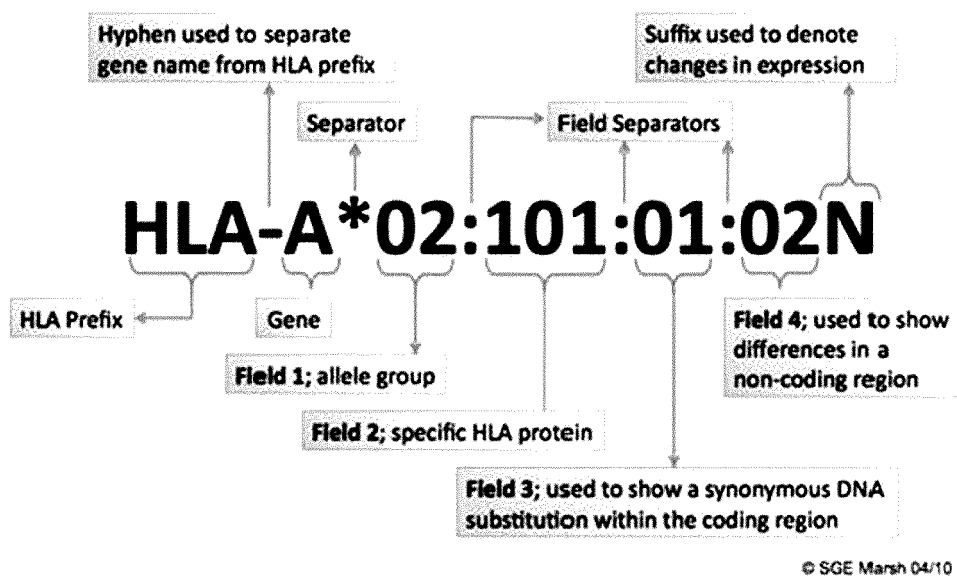 Hyphen used to separate
gene name from HLA prefix
Suffix used to denote
changes in expression
Separator
Field Separators
HLA-A*02:101:01:02N
HLA Prefix
Gene
Field 1; allele group
Field 2; specific HLA protein
Field 3; used to show a synonymous DNA
substitution within the coding region
Field 4; used to show
differences in a
non-coding region
© SGE Marsh 04/10